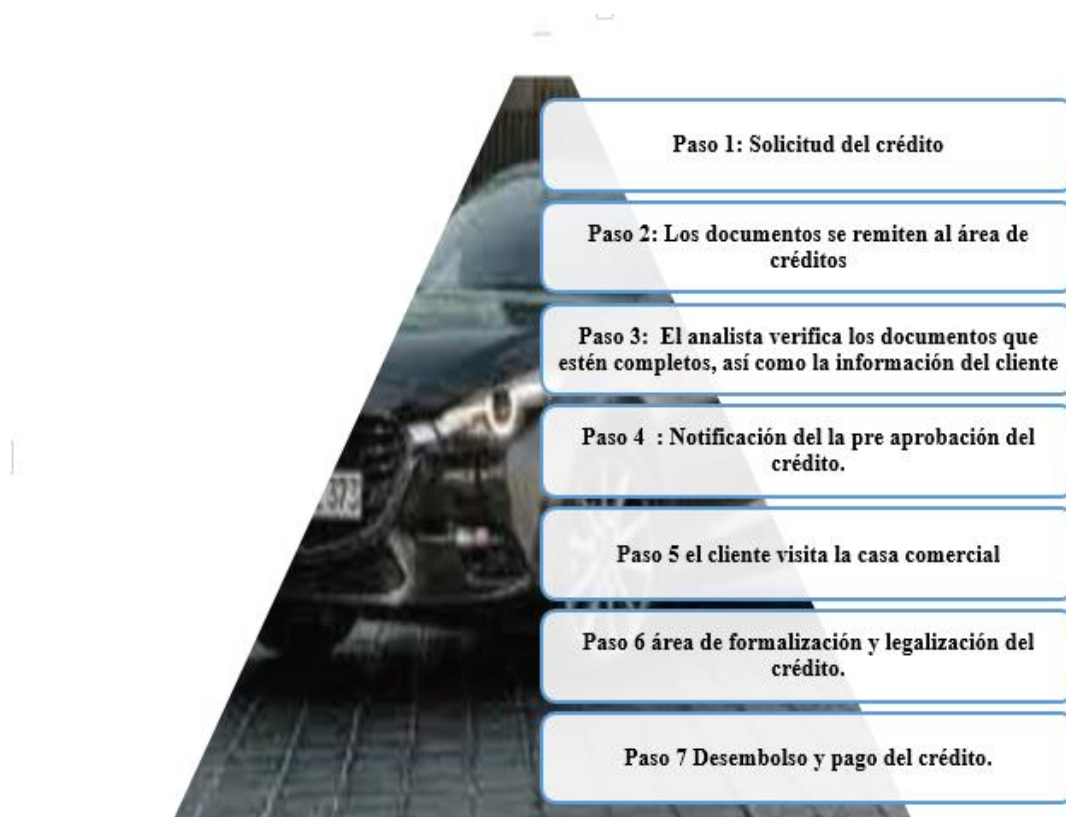 Paso 1: Solicitud del crédito
Paso 2: Los documentos se remiten al área de
créditos
Paso 3:  El analista verifica los documentos que
estén completos, así como la información del cliente
Paso 4  : Notificación del la pre aprobación del
crédito.
Paso 5 el cliente visita la casa comercial
Paso 6 área de formalización y legalización del
crédito.
Paso 7 Desembolso y pago del crédito.
373